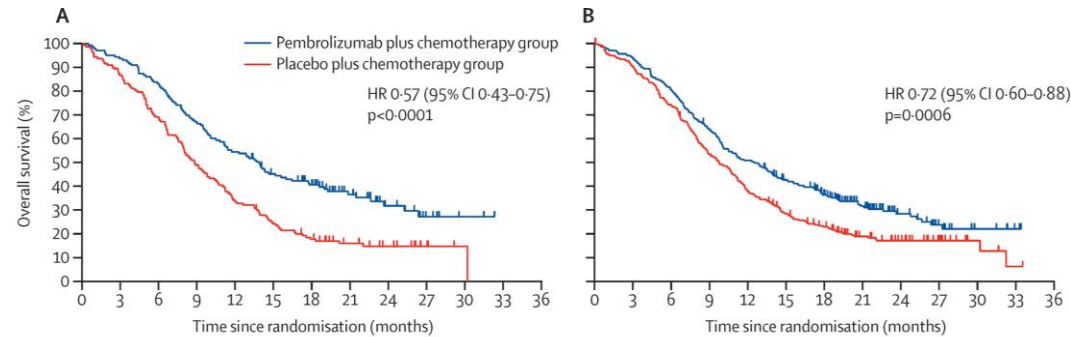 A
B
Pembrolizumab plus chemotherapy group
Placebo plus chemotherapy group
HR 0·57 (95% CI 0·43–0·75)
p<0·0001
HR 0·72 (95% CI 0·60–0·88)
p=0·0006
Overall survival (%)
100
90
80
70
60
50
40
30
20
10
0
0 3 6 9 12 15 18 21 24 27 30 33 36
0 3 6 9 12 15 18 21 24 27 30 33 36
Time since randomisation (months)
Time since randomisation (months)